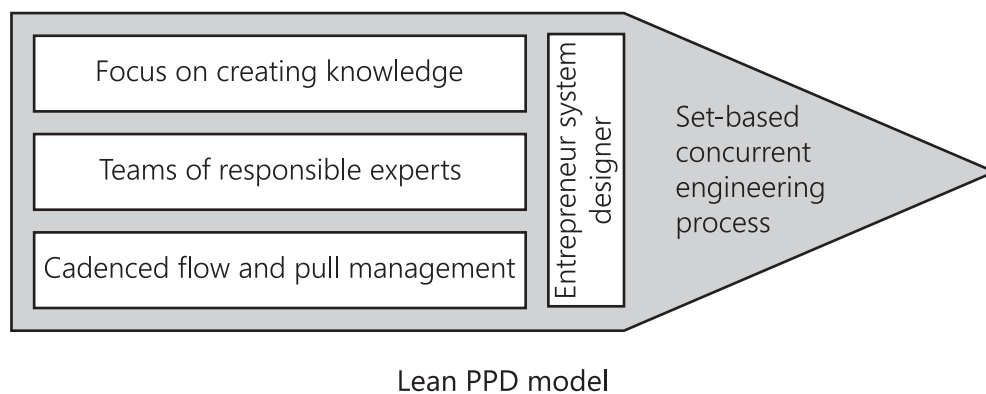 Focus on creating knowledge
Teams of responsible experts
Cadenced flow and pull management
Entrepreneur system
designer
Set-based
concurrent
engineering
process
Lean PPD model